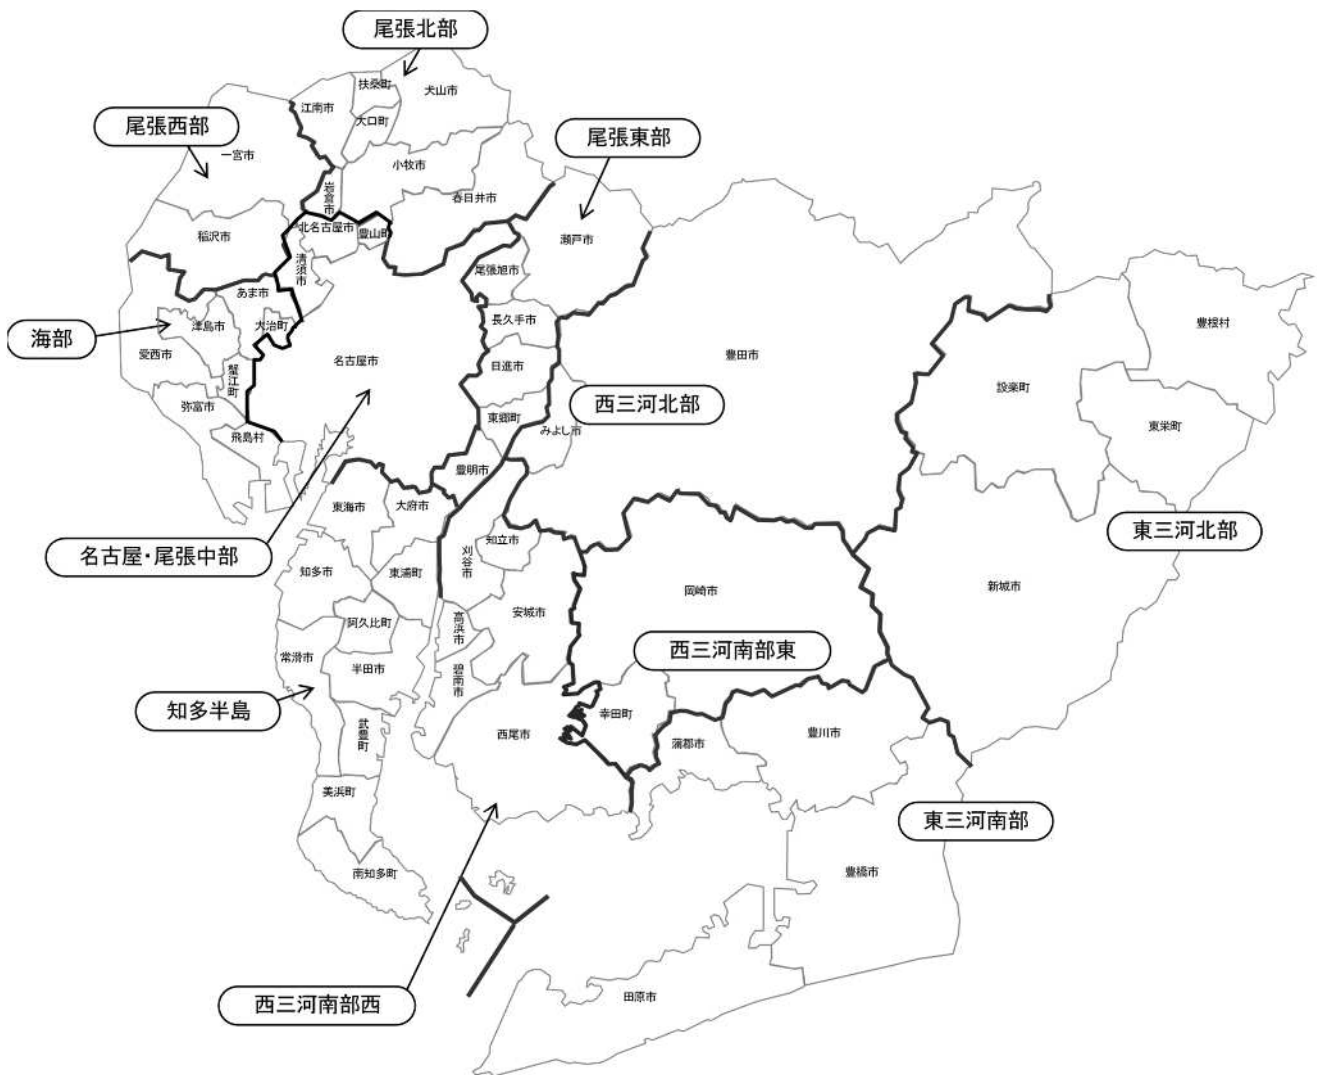 尾張北部
扶桑町
犬山市
江南市
大口町
尾張西部
尾張東部
一宮市
小牧市
岩倉市
春日井市
稲沢市
北名古屋市
豊山町
瀬戸市
清須市
尾張旭市
あま市
豊根村
長久手市
海部
津島市
大治町
愛西市
名古屋市
豊田市
日進市
蟹江町
設楽町
弥富市
西三河北部
東郷町
東栄町
みよし市
飛島村
豊明市
東海市
大府市
東三河北部
名古屋・尾張中部
知立市
刈谷市
知多市
東浦町
岡崎市
新城市
安城市
阿久比町
高浜市
西三河南部東
常滑市
半田市
碧南市
知多半島
幸田町
武豊町
西尾市
蒲郡市
豊川市
美浜町
東三河南部
南知多町
豊橋市
西三河南部西
田原市